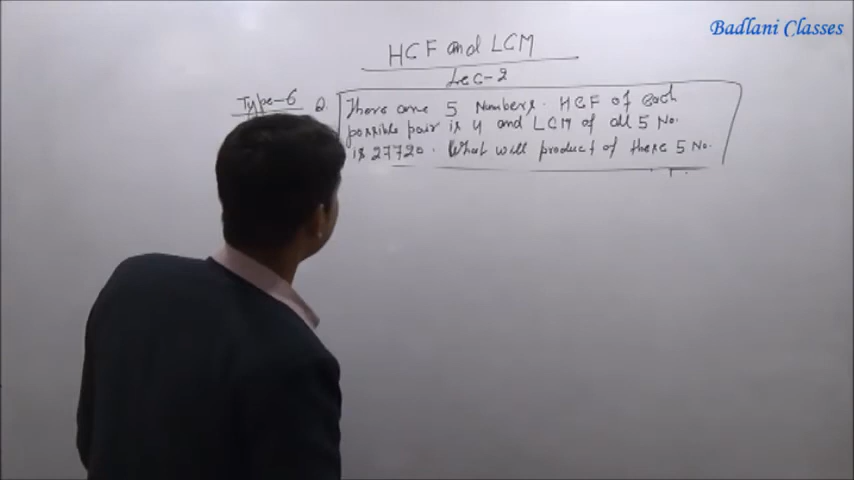 Badlani Classes
HCF and LCM
Lec-2
Type-6 Q. There are 5 Numbers. HCF of each
possible pair is 4 and LCM of all 5 No.
is 27720. What will product of these 5 No.